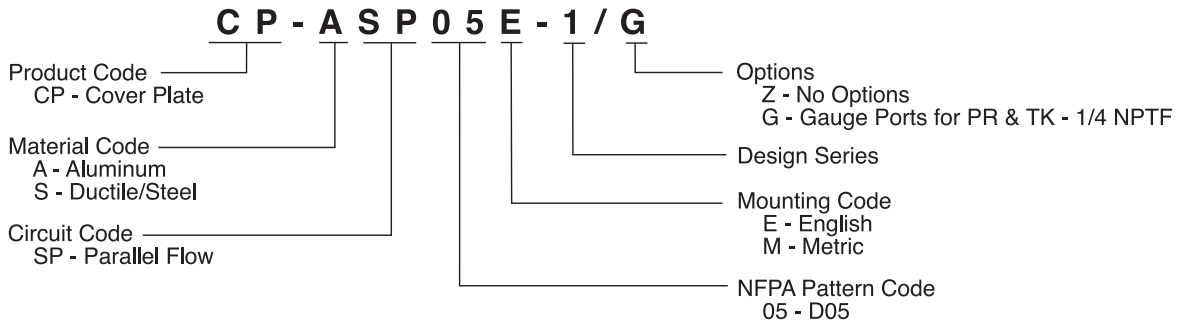 CP-ASP05E-1/G
Product Code
CP - Cover Plate
Material Code
A - Aluminum
S - Ductile/Steel
Circuit Code
SP - Parallel Flow
Options
Z - No Options
G - Gauge Ports for PR & TK - 1/4 NPTF
Design Series
Mounting Code
E - English
M - Metric
NFPA Pattern Code
05 - D05